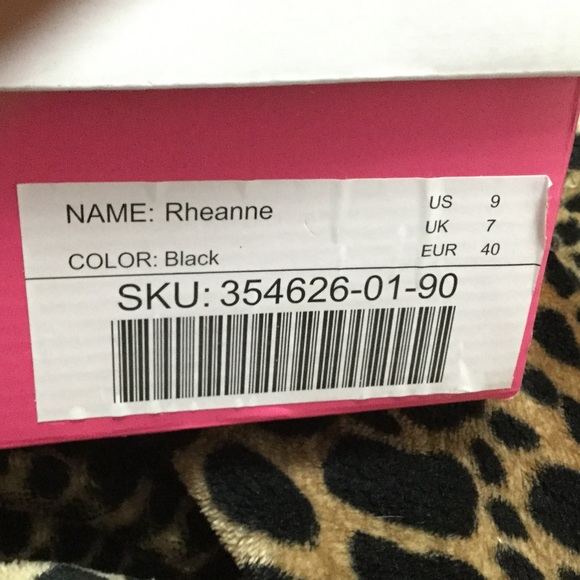 NAME: Rheanne
US 9
UK 7
COLOR: Black
EUR 40
SKU: 354626-01-90